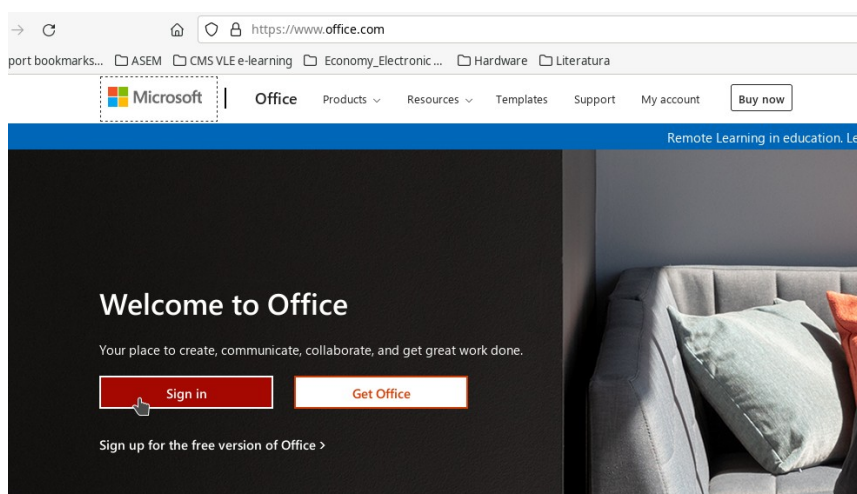 https://www.office.com
port bookmarks... ASEM CMS VLE e-learning Economy_Electronic ... Hardware Literatura
Microsoft Office Products Resources Templates Support My account Buy now
Remote Learning in education. Le
Welcome to Office
Your place to create, communicate, collaborate, and get great work done.
Sign in Get Office
Sign up for the free version of Office >